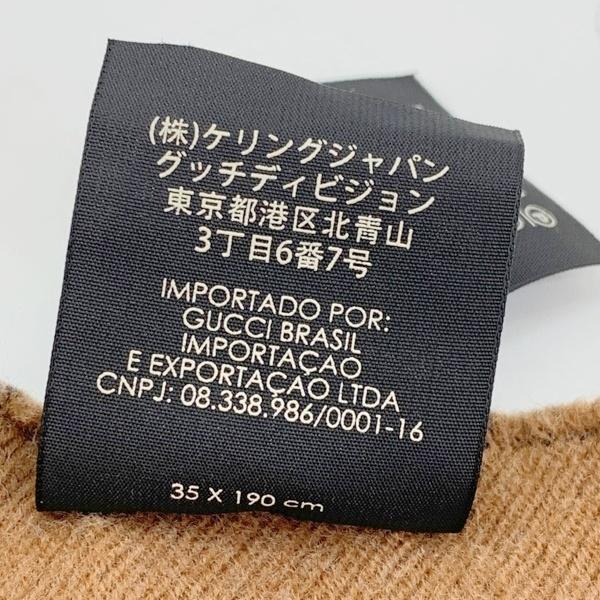 (株)ケリングジャパン
グッチディビジョン
東京都港区北青山
3丁目6番7号
IMPORTADO POR:
GUCCI BRASIL
IMPORTAÇAO
E EXPORTAÇAO LTDA
CNPJ: 08.338.986/0001-16
35 X 190 cm